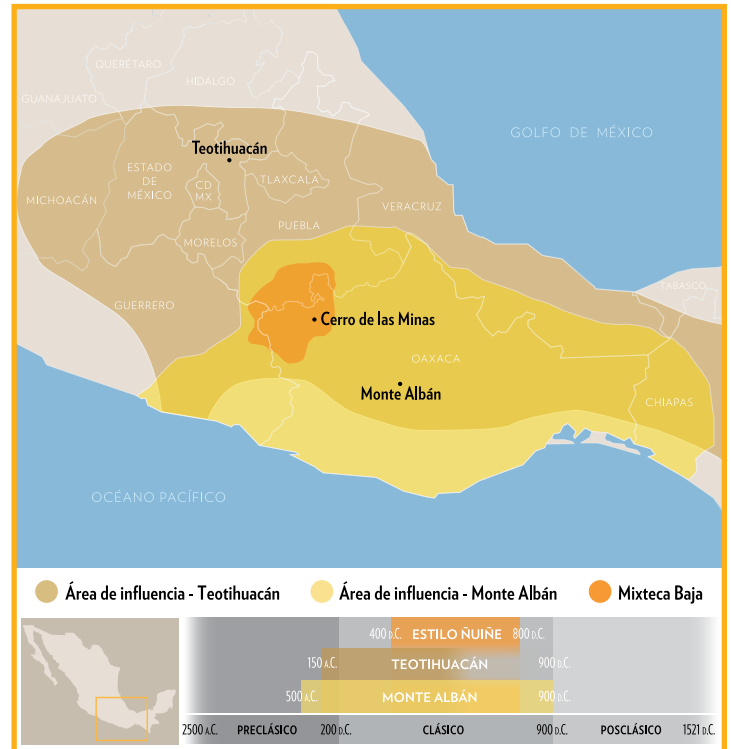 QUERÉTARO
HIDALGO
GUANAJUATO
GOLFO DE MÉXICO
Teotihuacán
ESTADO
DE
MÉXICO
TLAXCALA
CD
MX
MICHOACÁN
VERACRUZ
PUEBLA
MORELOS
TABASCO
GUERRERO
Cerro de las Minas
OAXACA
Monte Albán
CHIAPAS
OCÉANO PACÍFICO
Área de influencia - Teotihuacán
Área de influencia - Monte Albán
Mixteca Baja
400 D.C. ESTILO ÑUIÑE 800 D.C.
150 A.C. TEOTIHUACÁN 900 D.C.
500 A.C. MONTE ALBÁN 900 D.C.
2500 A.C. PRECLÁSICO 200 D.C. CLÁSICO 900 D.C. POSCLÁSICO 1521 D.C.